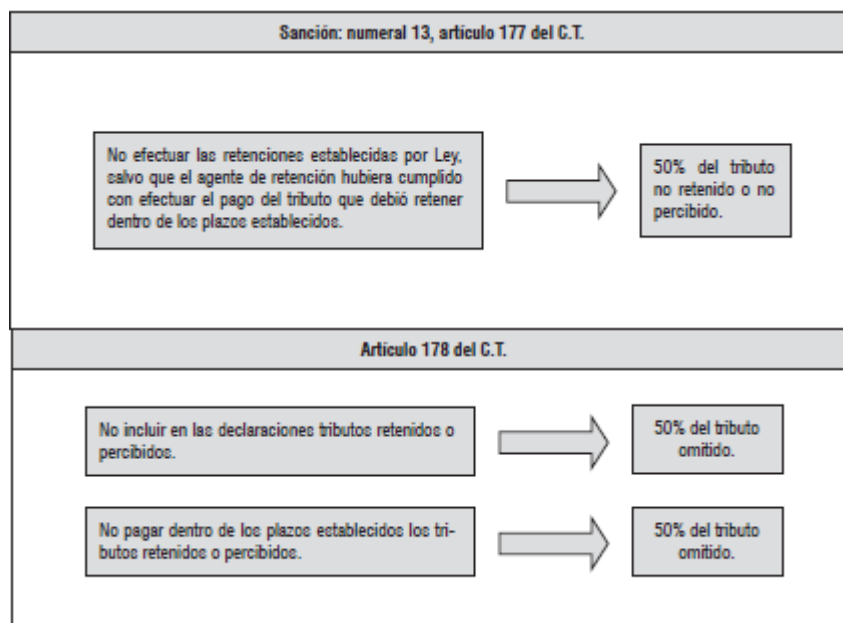 Sanción: numeral 13, artículo 177 del C.T.
No efectuar las retenciones establecidas por Ley,
salvo que el agente de retención hubiera cumplido
con efectuar el pago del tributo que debió retener
dentro de los plazos establecidos.
50% del tributo
no retenido o no
percibido.
Artículo 178 del C.T.
No incluir en las declaraciones tributos retenidos o
percibidos.
50% del tributo
omitido.
No pagar dentro de los plazos establecidos los tri-
butos retenidos o percibidos.
50% del tributo
omitido.